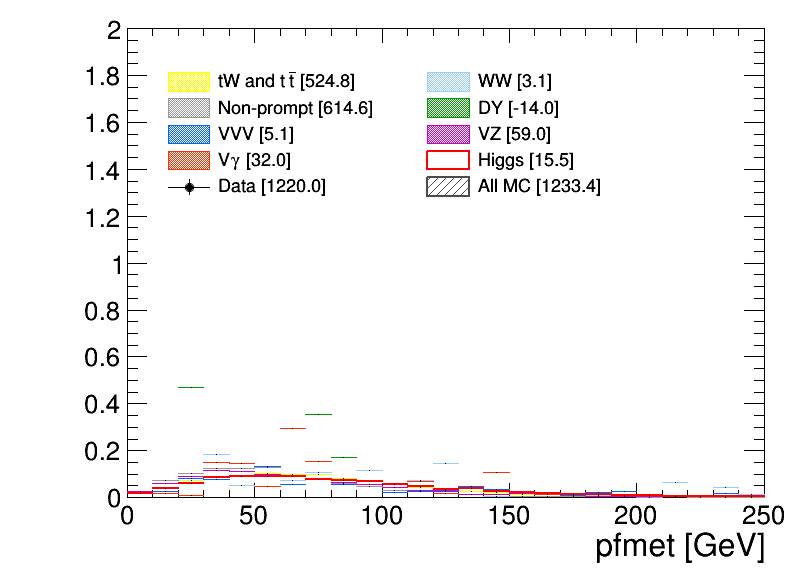 2
1.8
1.6
1.4
1.2
1
0.8
0.6
0.4
0.2
0
tW and t t̄ [524.8]
Non-prompt [614.6]
VVV [5.1]
Vγ [32.0]
Data [1220.0]
WW [3.1]
DY [-14.0]
VZ [59.0]
Higgs [15.5]
All MC [1233.4]
0 50 100 150 200 250
pfmet [GeV]